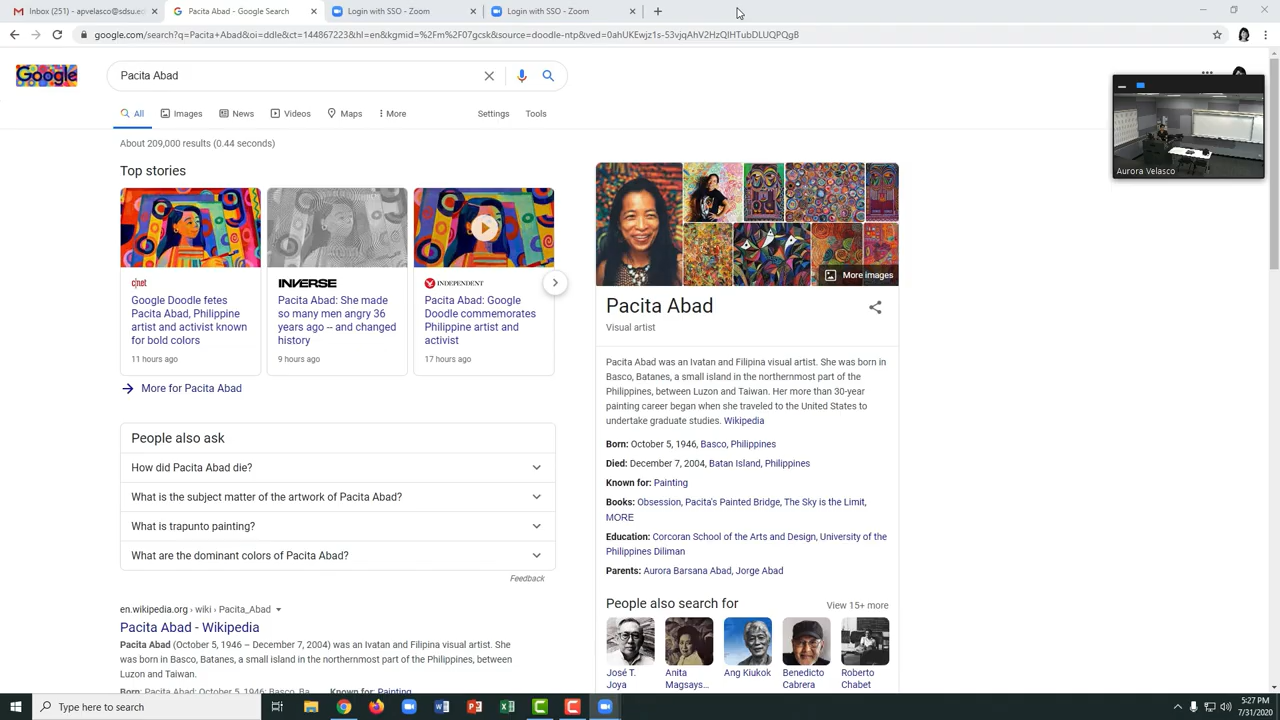 Inbox (251) - apvelasco@sdsu.ed
Pacita Abad - Google Search
Login with SSO - Zoom
Login with SSO - Zoom
google.com/search?q=Pacita+Abad&oi=ddle&ct=144867223&hl=en&kgmid=%2Fm%2F07gcsk&source=doodle-ntp&ved=0ahUKEwjz1s-53vjqAhV2HzQIHTubDLUQPQgB
Google
Pacita Abad
All
Images
News
Videos
Maps
More
Settings
Tools
About 209,000 results (0.44 seconds)
Aurora Velasco
Top stories
c|net
Google Doodle fetes
Pacita Abad, Philippine
artist and activist known
for bold colors
11 hours ago
INVERSE
Pacita Abad: She made
so many men angry 36
years ago -- and changed
history
9 hours ago
INDEPENDENT
Pacita Abad: Google
Doodle commemorates
Philippine artist and
activist
17 hours ago
More for Pacita Abad
People also ask
How did Pacita Abad die?
What is the subject matter of the artwork of Pacita Abad?
What is trapunto painting?
What are the dominant colors of Pacita Abad?
Feedback
en.wikipedia.org › wiki › Pacita_Abad
Pacita Abad - Wikipedia
Pacita Abad (October 5, 1946 – December 7, 2004) was an Ivatan and Filipina visual artist. She
was born in Basco, Batanes, a small island in the northernmost part of the Philippines, between
Luzon and Taiwan.
Born: Pacita Abad; October 5, 1946; Basco, Ba...
Known for: Painting
More images
Pacita Abad
Visual artist
Pacita Abad was an Ivatan and Filipina visual artist. She was born in
Basco, Batanes, a small island in the northernmost part of the
Philippines, between Luzon and Taiwan. Her more than 30-year
painting career began when she traveled to the United States to
undertake graduate studies. Wikipedia
Born: October 5, 1946, Basco, Philippines
Died: December 7, 2004, Batan Island, Philippines
Known for: Painting
Books: Obsession, Pacita's Painted Bridge, The Sky is the Limit,
MORE
Education: Corcoran School of the Arts and Design, University of the
Philippines Diliman
Parents: Aurora Barsana Abad, Jorge Abad
People also search for
View 15+ more
José T.
Joya
Anita
Magsays...
Ang Kiukok
Benedicto
Cabrera
Roberto
Chabet
Type here to search
5:27 PM
7/31/2020